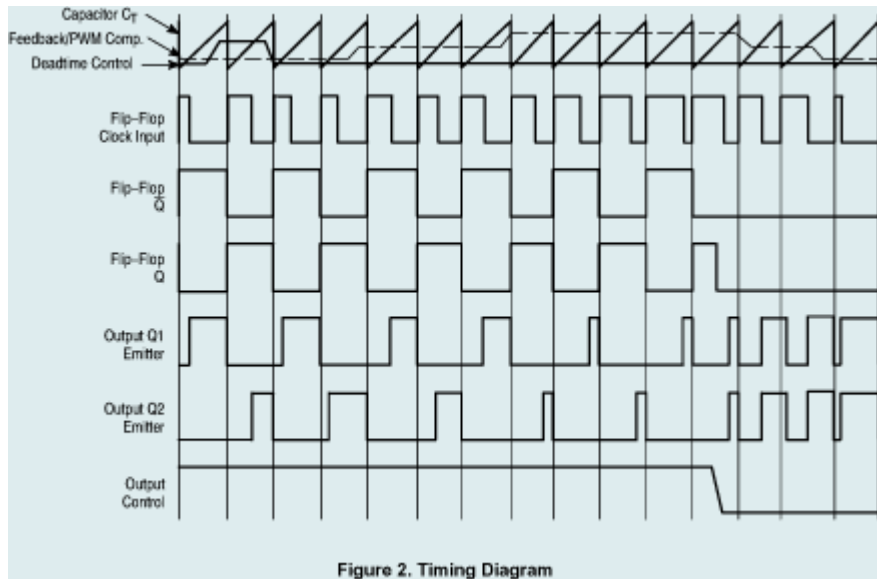 Capacitor CT
Feedback/PWM Comp.
Deadtime Control
Flip–Flop
Clock Input
Flip–Flop
Q̅
Flip–Flop
Q
Output Q1
Emitter
Output Q2
Emitter
Output
Control
Figure 2. Timing Diagram